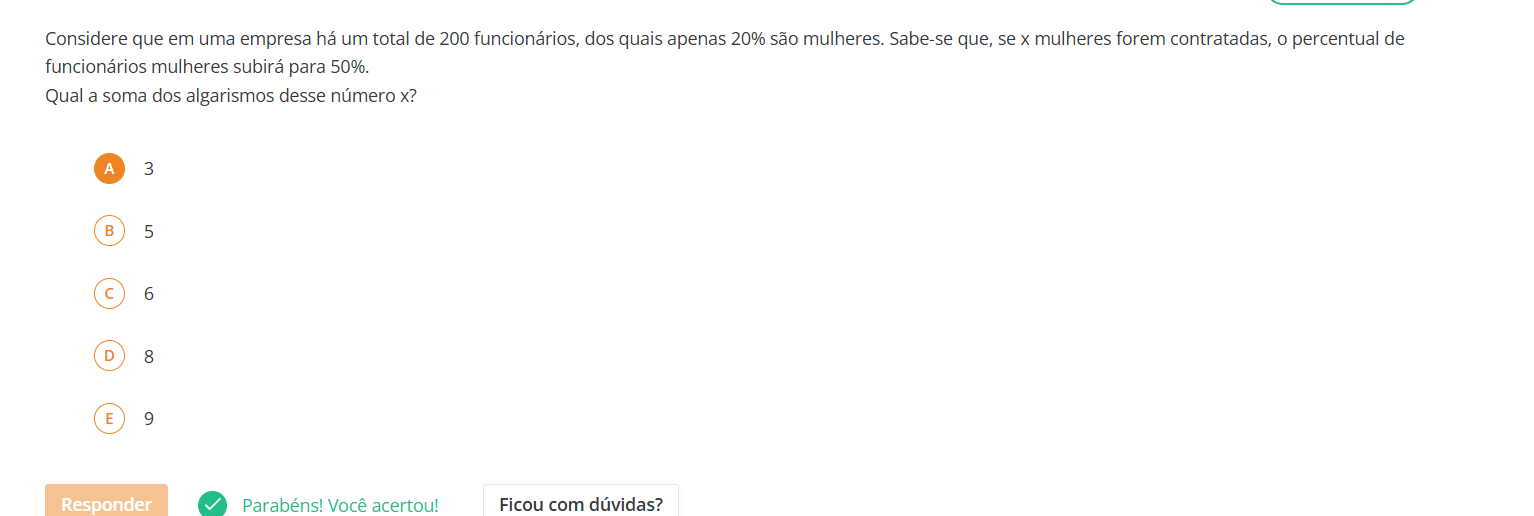 Considere que em uma empresa há um total de 200 funcionários, dos quais apenas 20% são mulheres. Sabe-se que, se x mulheres forem contratadas, o percentual de
funcionários mulheres subirá para 50%.
Qual a soma dos algarismos desse número x?
A 3
B 5
C 6
D 8
E 9
Responder Parabéns! Você acertou! Ficou com dúvidas?